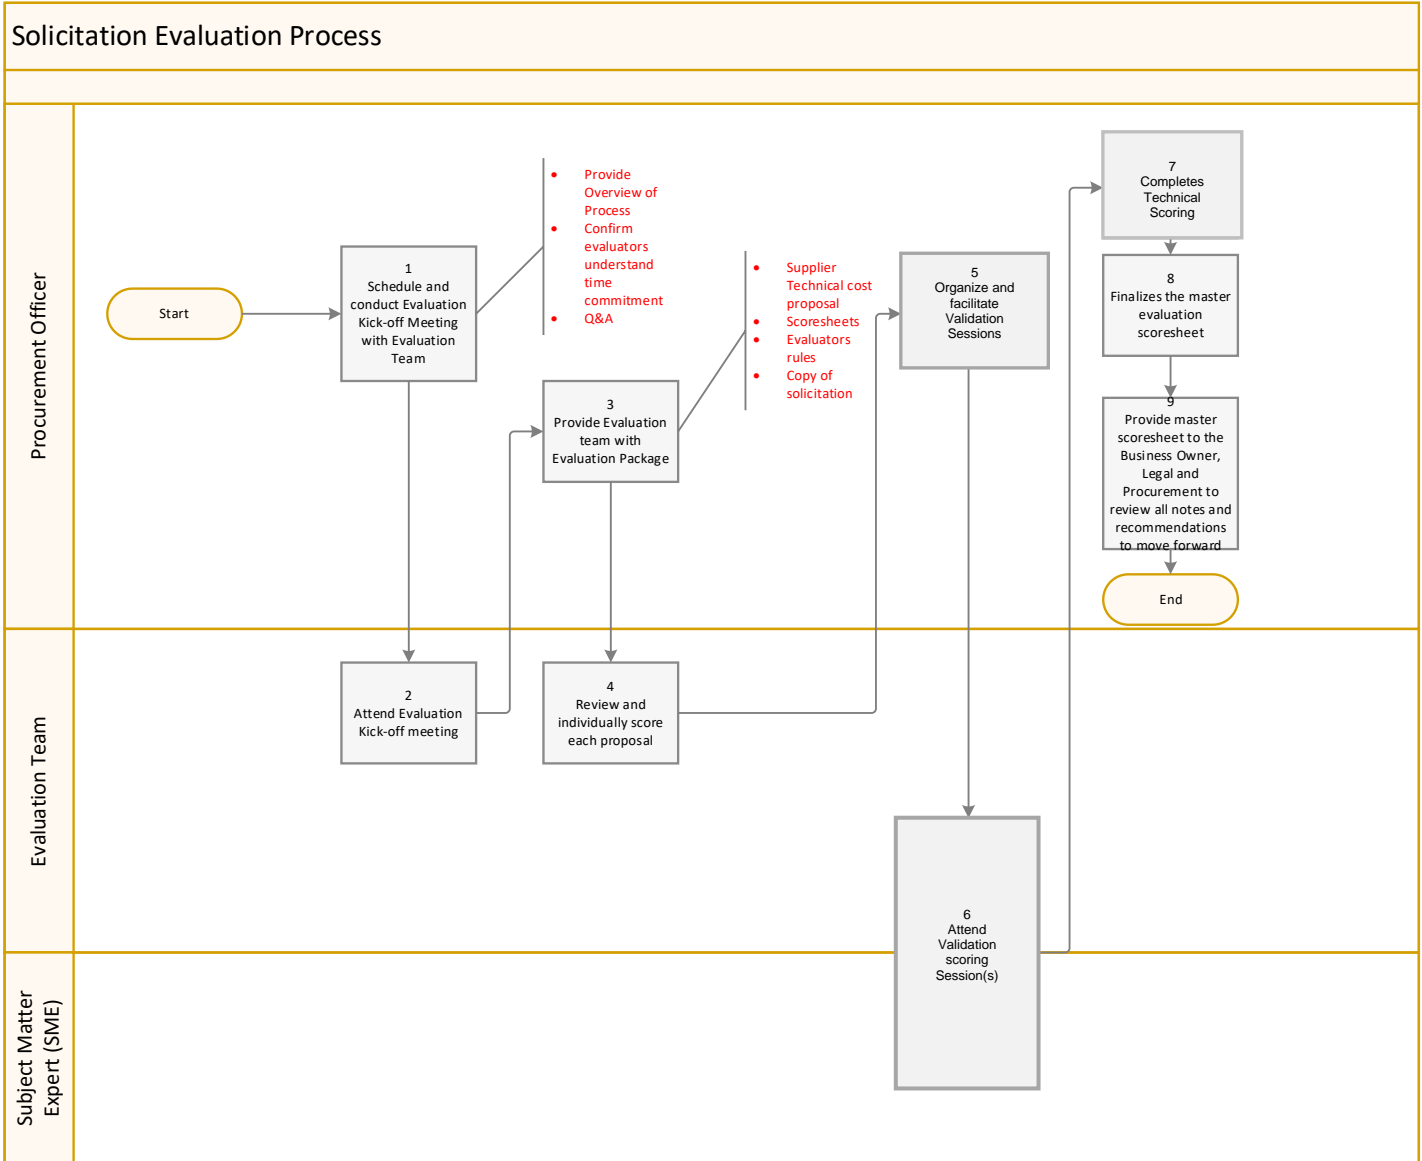 Solicitation Evaluation Process
Procurement Officer
Start
1
Schedule and
conduct Evaluation
Kick-off Meeting
with Evaluation
Team
• Provide
Overview of
Process
• Confirm
evaluators
understand
time
commitment
• Q&A
3
Provide Evaluation
team with
Evaluation Package
• Supplier
Technical cost
proposal
• Scoresheets
• Evaluators
rules
• Copy of
solicitation
5
Organize and
facilitate
Validation
Sessions
7
Completes
Technical
Scoring
8
Finalizes the master
evaluation
scoresheet
9
Provide master
scoresheet to the
Business Owner,
Legal and
Procurement to
review all notes and
recommendations
to move forward
End
Evaluation Team
2
Attend Evaluation
Kick-off meeting
4
Review and
individually score
each proposal
6
Attend
Validation
scoring
Session(s)
Subject Matter
Expert (SME)